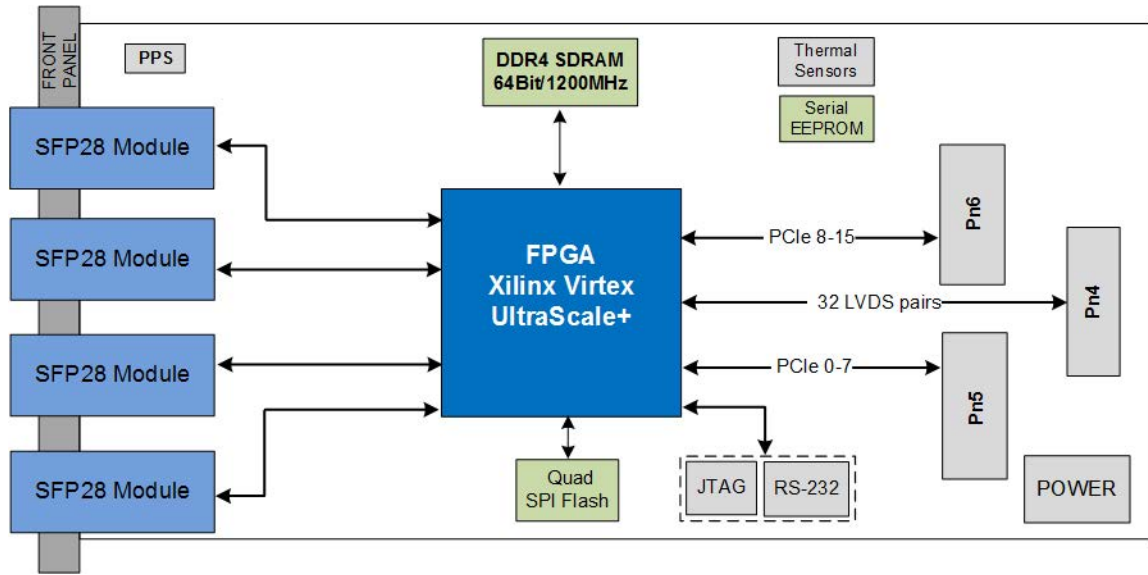 FRONT
PANEL
PPS
DDR4 SDRAM
64Bit/1200MHz
Thermal
Sensors
Serial
EEPROM
SFP28 Module
SFP28 Module
SFP28 Module
SFP28 Module
FPGA
Xilinx Virtex
UltraScale+
PCIe 8-15
Pn6
32 LVDS pairs
Pn4
PCIe 0-7
Pn5
Quad
SPI Flash
JTAG
RS-232
POWER